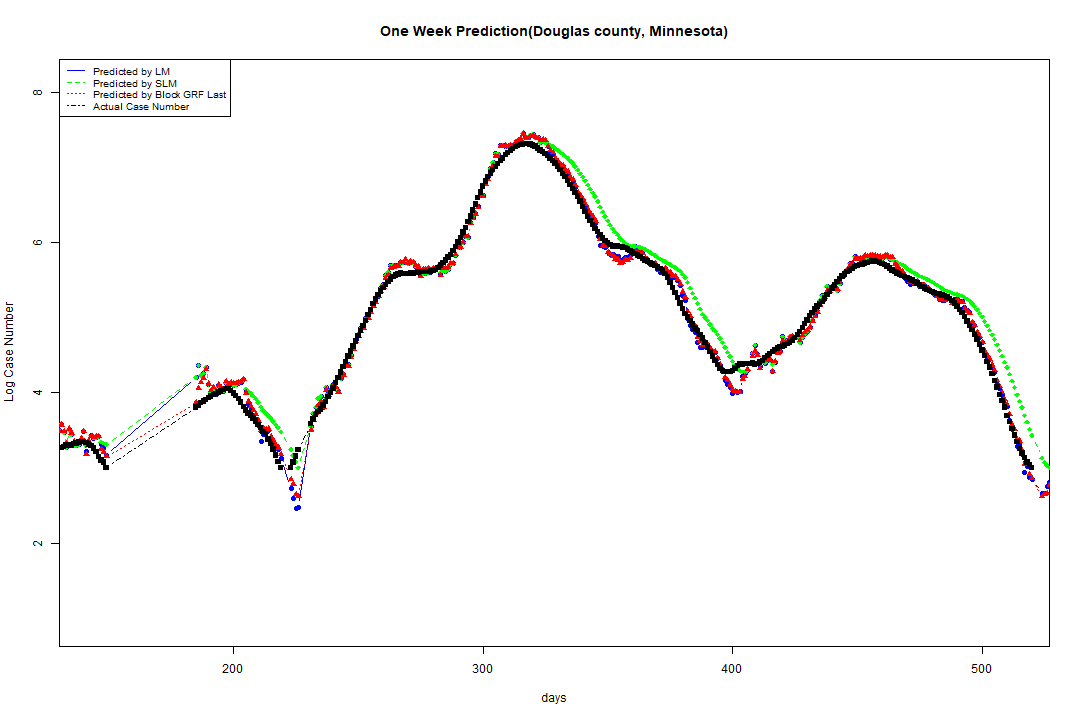 One Week Prediction(Douglas county, Minnesota)
Predicted by LM
Predicted by SLM
Predicted by Block GRF Last
Actual Case Number
8
6
4
2
Log Case Number
200 300 400 500
days